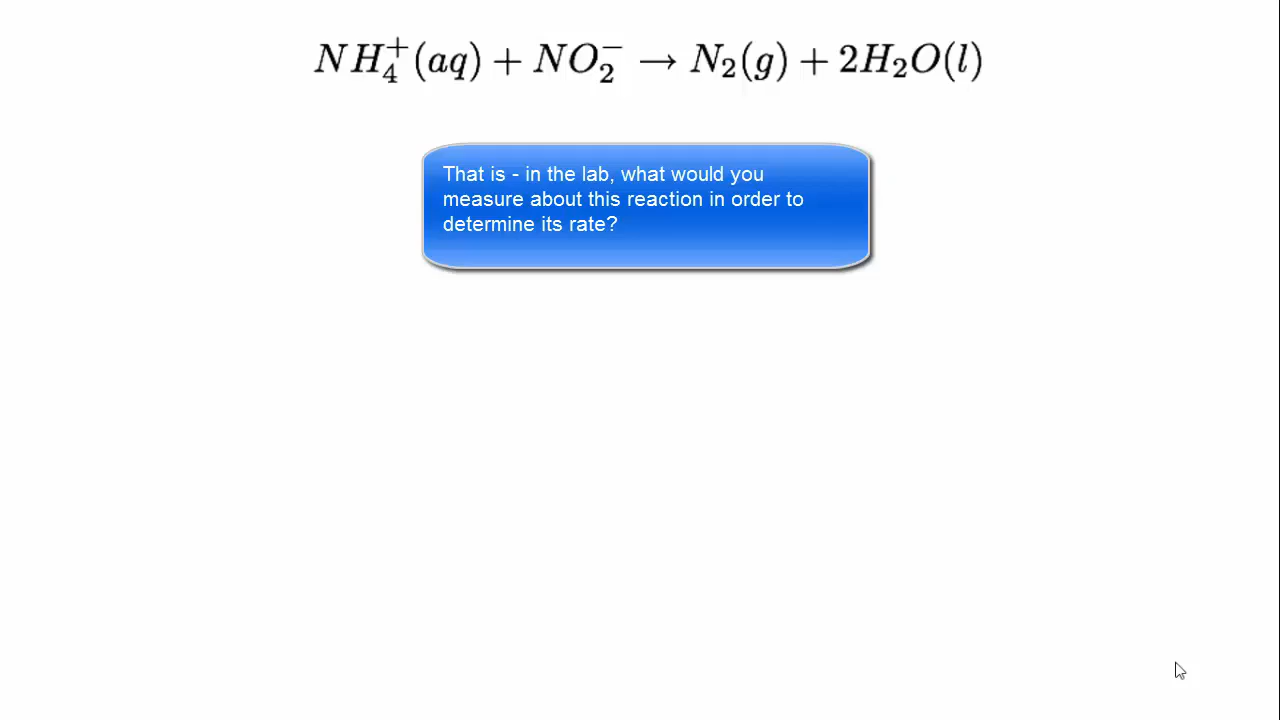 NH₄⁺(aq) + NO₂⁻ → N₂(g) + 2H₂O(l)
That is - in the lab, what would you
measure about this reaction in order to
determine its rate?